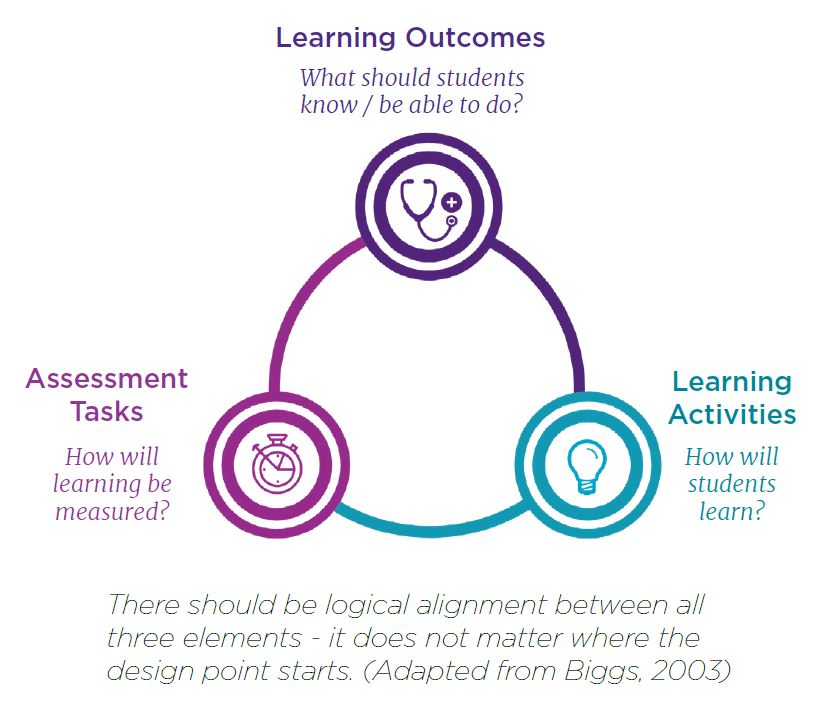 Learning Outcomes
What should students
know / be able to do?
Assessment
Tasks
How will
learning be
measured?
Learning
Activities
How will
students
learn?
There should be logical alignment between all
three elements - it does not matter where the
design point starts. (Adapted from Biggs, 2003)